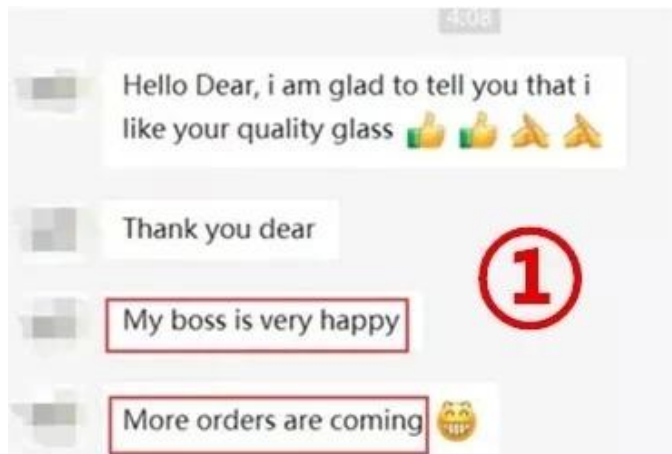 4:08
Hello Dear, i am glad to tell you that i
like your quality glass 👍 👍 🙏 🙏
Thank you dear
①
My boss is very happy
More orders are coming 😁